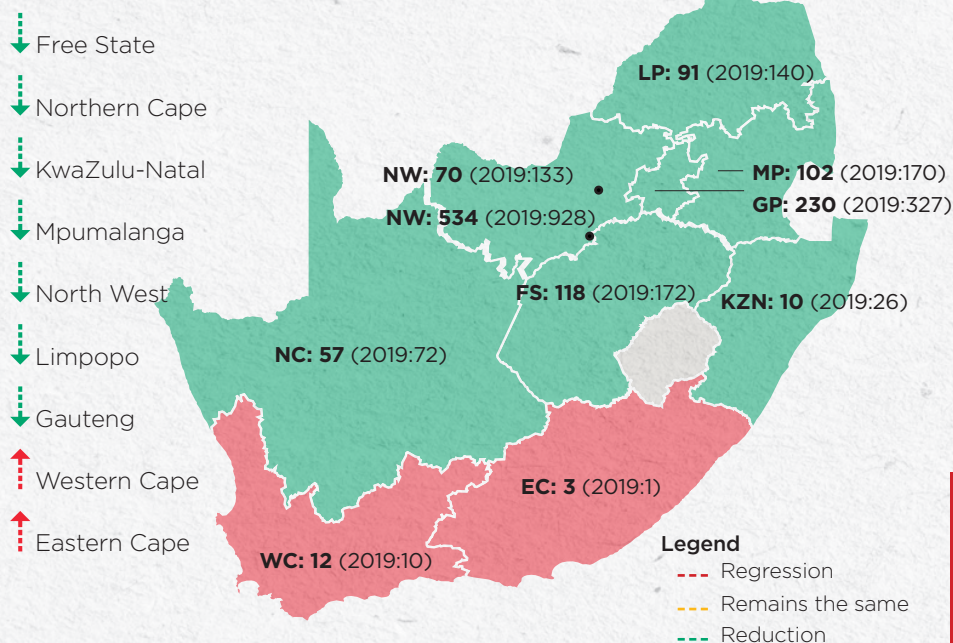 Free State
Northern Cape
KwaZulu-Natal
Mpumalanga
North West
Limpopo
Gauteng
Western Cape
Eastern Cape
LP: 91 (2019:140)
NW: 70 (2019:133)
MP: 102 (2019:170)
GP: 230 (2019:327)
NW: 534 (2019:928)
FS: 118 (2019:172)
KZN: 10 (2019:26)
NC: 57 (2019:72)
EC: 3 (2019:1)
WC: 12 (2019:10)
Legend
Regression
Remains the same
Reduction